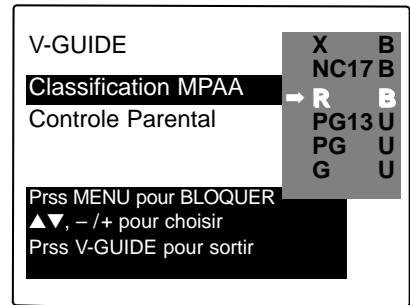 V-GUIDE
Classification MPAA
Controle Parental
X B
NC17 B
➡ R B
PG13 U
PG U
G U
Prss MENU pour BLOQUER
▲▼, – /+ pour choisir
Prss V-GUIDE pour sortir